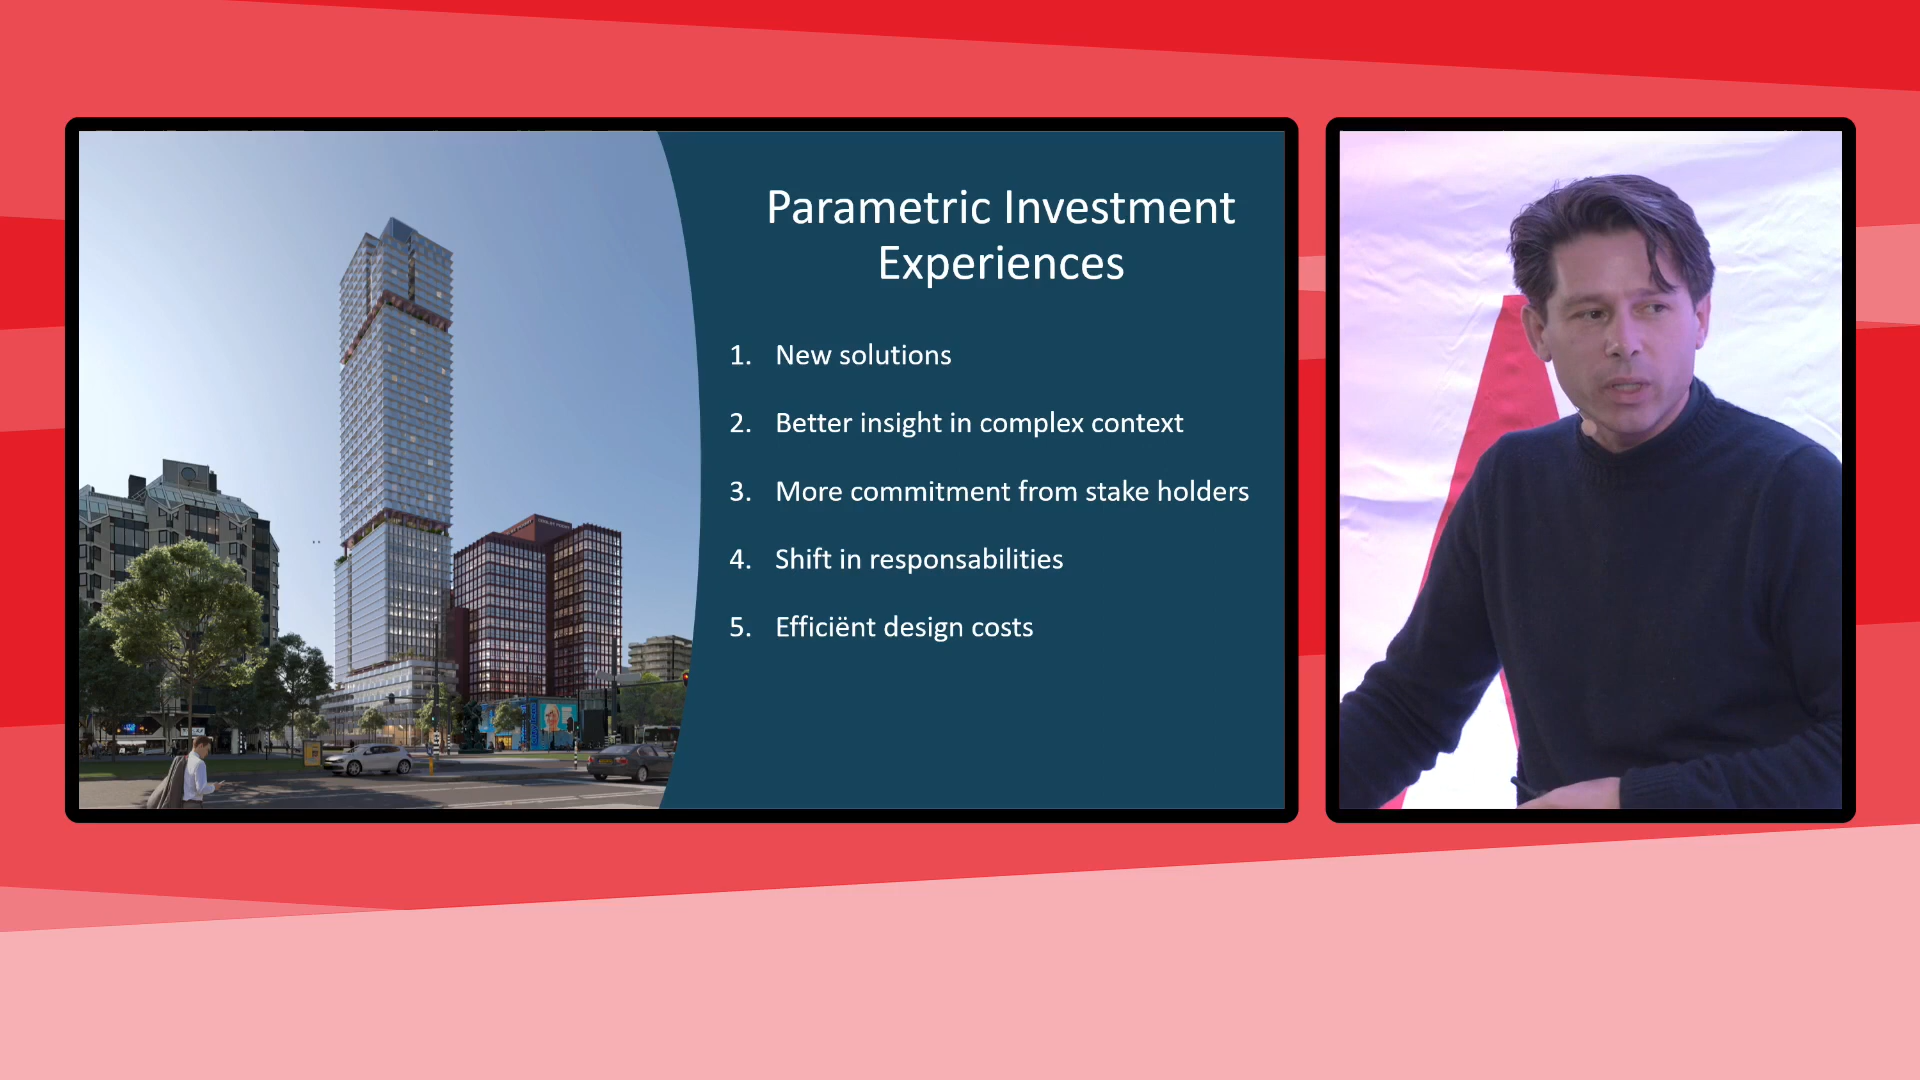 Parametric Investment
Experiences
1. New solutions
2. Better insight in complex context
3. More commitment from stake holders
4. Shift in responsabilities
5. Efficiënt design costs